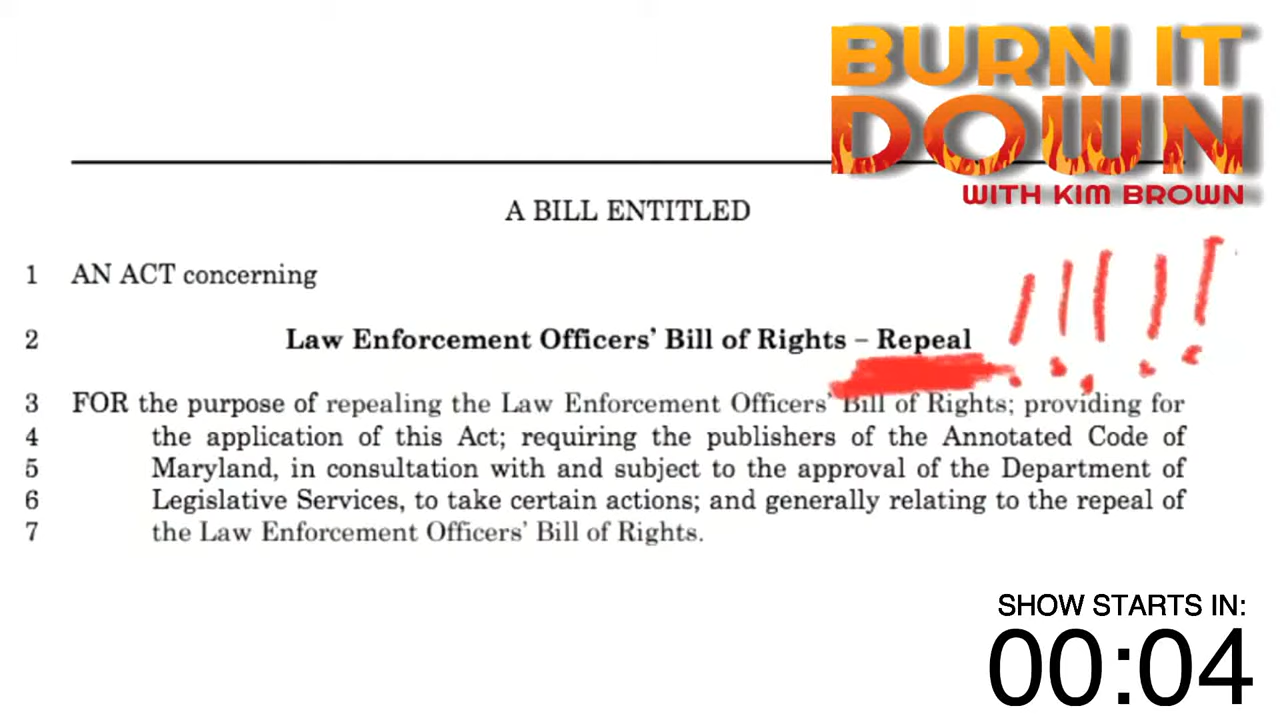 BURN IT
DOWN
WITH KIM BROWN
A BILL ENTITLED
1 AN ACT concerning
2 Law Enforcement Officers' Bill of Rights – Repeal
!!!!!
3 FOR the purpose of repealing the Law Enforcement Officers' Bill of Rights; providing for
4 the application of this Act; requiring the publishers of the Annotated Code of
5 Maryland, in consultation with and subject to the approval of the Department of
6 Legislative Services, to take certain actions; and generally relating to the repeal of
7 the Law Enforcement Officers' Bill of Rights.
SHOW STARTS IN:
00:04